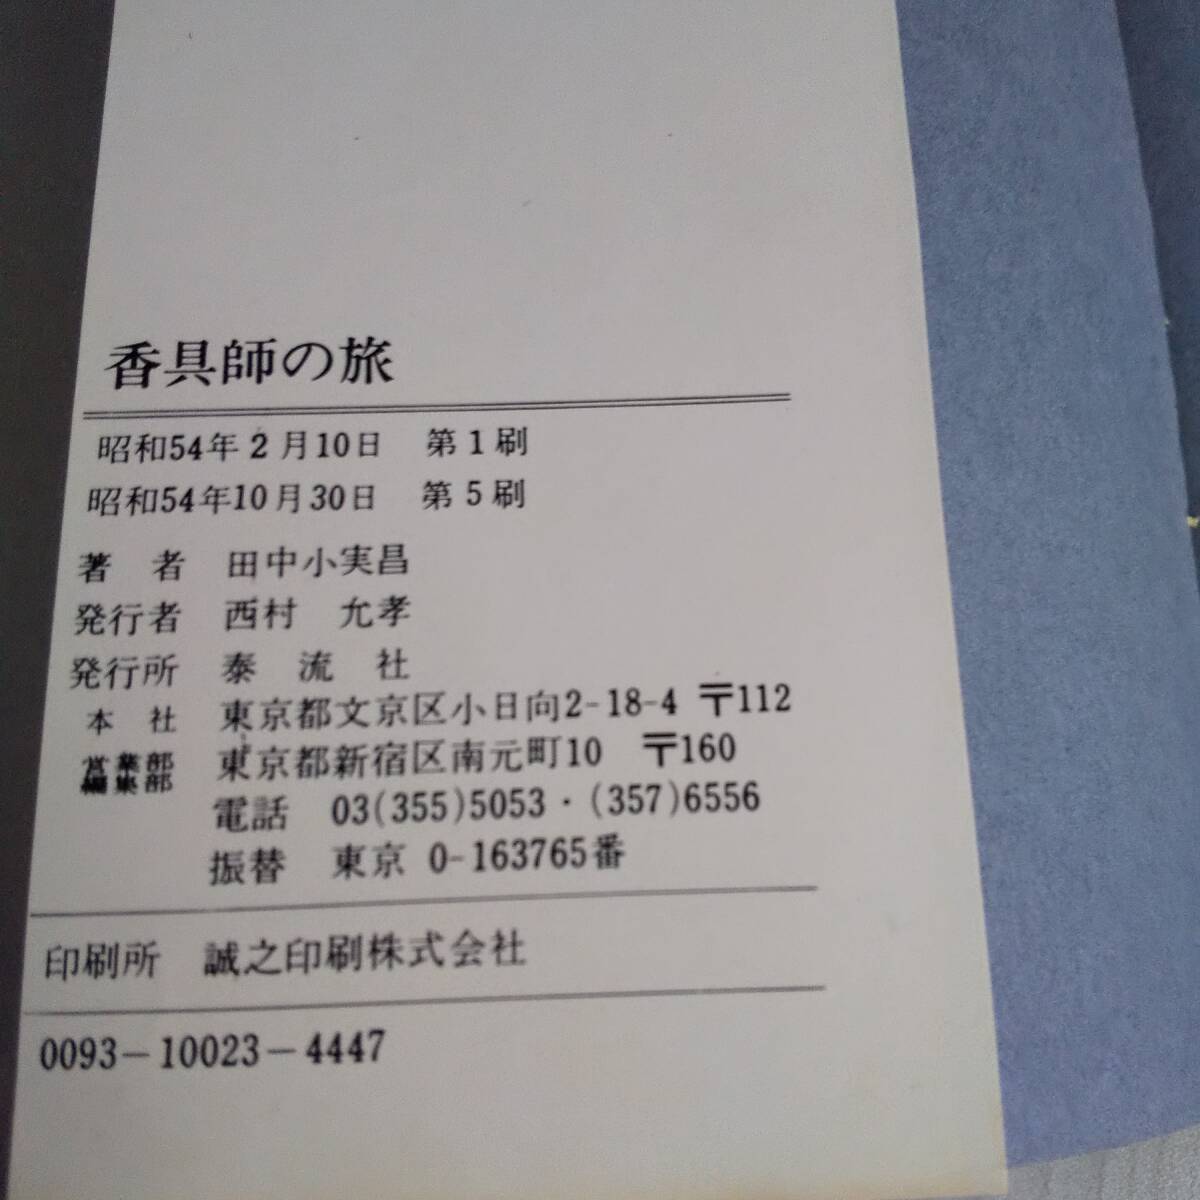 香具師の旅
昭和54年2月10日 第1刷
昭和54年10月30日 第5刷
著者 田中小実昌
発行者 西村 允孝
発行所 泰流社
本社 東京都文京区小日向2-18-4 〒112
営業部
編集部 東京都新宿区南元町10 〒160
電話 03(355)5053・(357)6556
振替 東京 0-163765番
印刷所 誠之印刷株式会社
0093-10023-4447